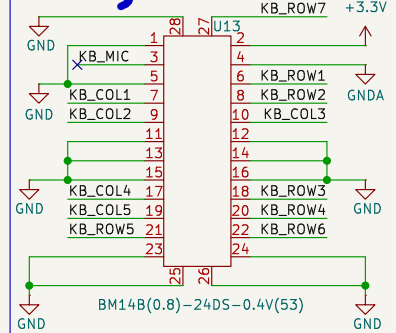 KB_ROW7
+3.3V
28
27
U13
GND
1
2
KB_MIC
3
4
5
6
KB_ROW1
GND
KB_COL1
7
8
KB_ROW2
GNDA
KB_COL2
9
10
KB_COL3
11
12
13
14
15
16
GND
KB_COL4
17
18
KB_ROW3
GND
KB_COL5
19
20
KB_ROW4
KB_ROW5
21
22
KB_ROW6
23
24
25
26
BM14B(0.8)-24DS-0.4V(53)
GND
GND